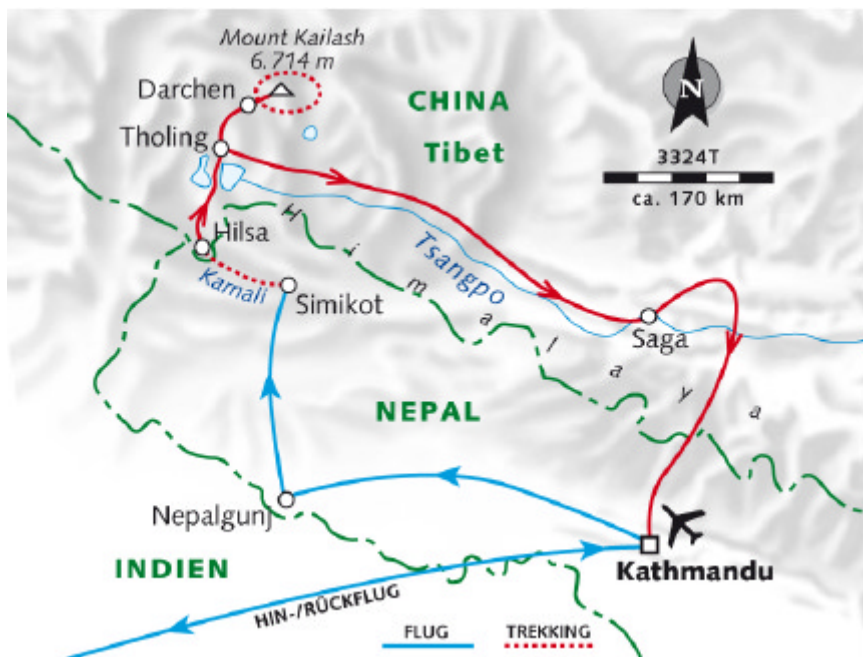 Mount Kailash
6.714 m
Darchen
CHINA
Tholing
Tibet
N
3324T
ca. 170 km
Hilsa
Himalaya
Karnali
Simikot
Tsangpo
Saga
NEPAL
Nepalgunj
INDIEN
Kathmandu
HIN-/RÜCKFLUG
FLUG
TREKKING